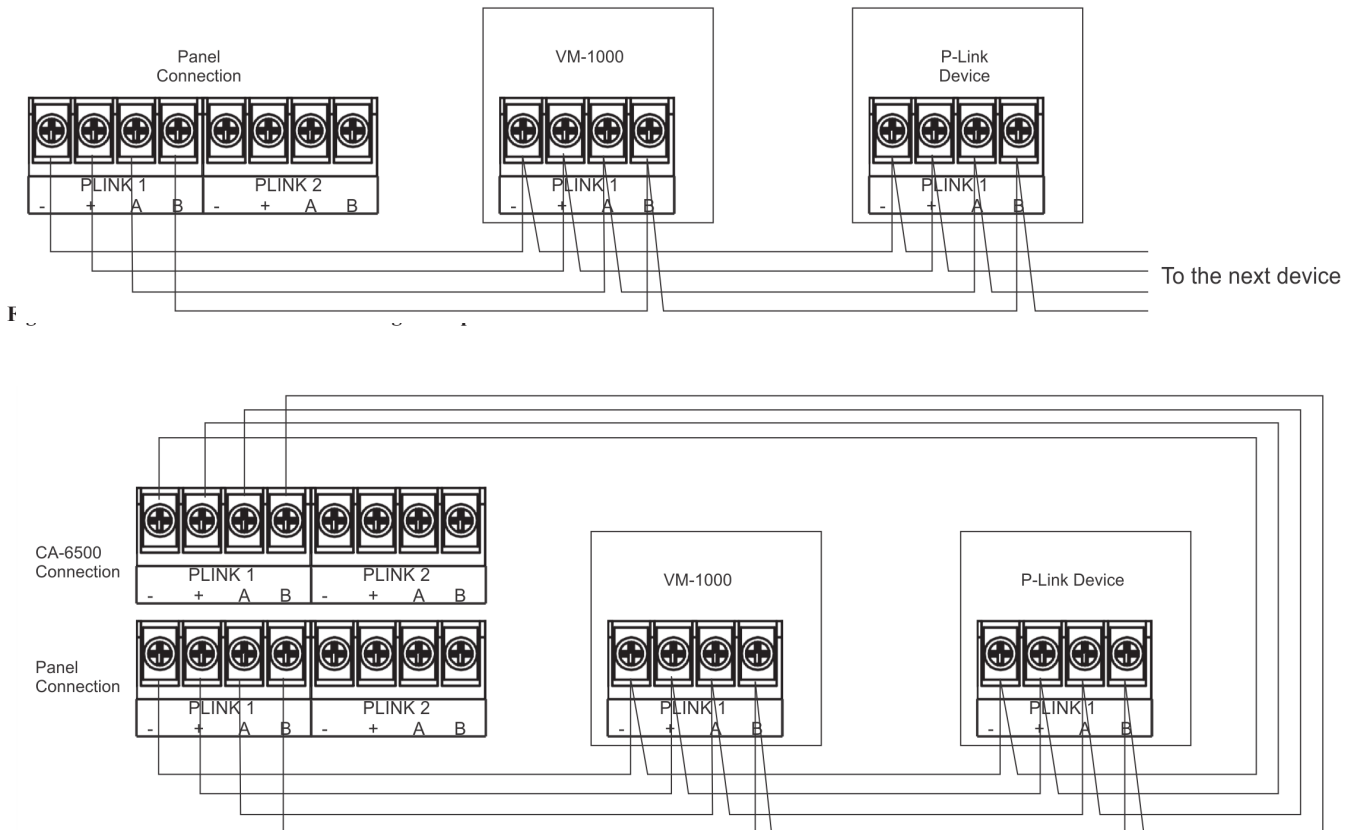 Panel
Connection
VM-1000
P-Link
Device
PLINK 1
PLINK 2
- + A B - + A B
PLINK 1
- + A B
PLINK 1
- + A B
To the next device
CA-6500
Connection
PLINK 1
PLINK 2
- + A B - + A B
Panel
Connection
PLINK 1
PLINK 2
- + A B - + A B
VM-1000
PLINK 1
- + A B
P-Link Device
PLINK 1
- + A B